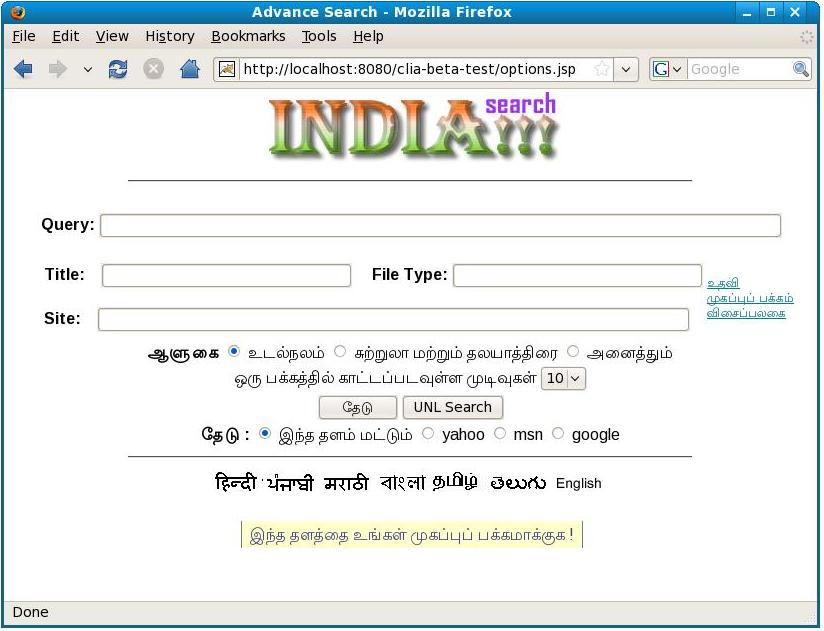 Advance Search - Mozilla Firefox
File Edit View History Bookmarks Tools Help
http://localhost:8080/clia-beta-test/options.jsp G Google
search
INDIA!!!
Query:
Title: File Type:
உதவி
முகப்புப் பக்கம்
விசைப்பலகை
Site:
ஆளுகை உடல்நலம் சுற்றுலா மற்றும் தலயாத்திரை அனைத்தும்
ஒரு பக்கத்தில் காட்டப்படவுள்ள முடிவுகள் 10
தேடு UNL Search
தேடு : இந்த தளம் மட்டும் yahoo msn google
हिन्दी ਪੰਜਾਬੀ मराठी বাংলা தமிழ் తెలుగు English
இந்த தளத்தை உங்கள் முகப்புப் பக்கமாக்குக !
Done